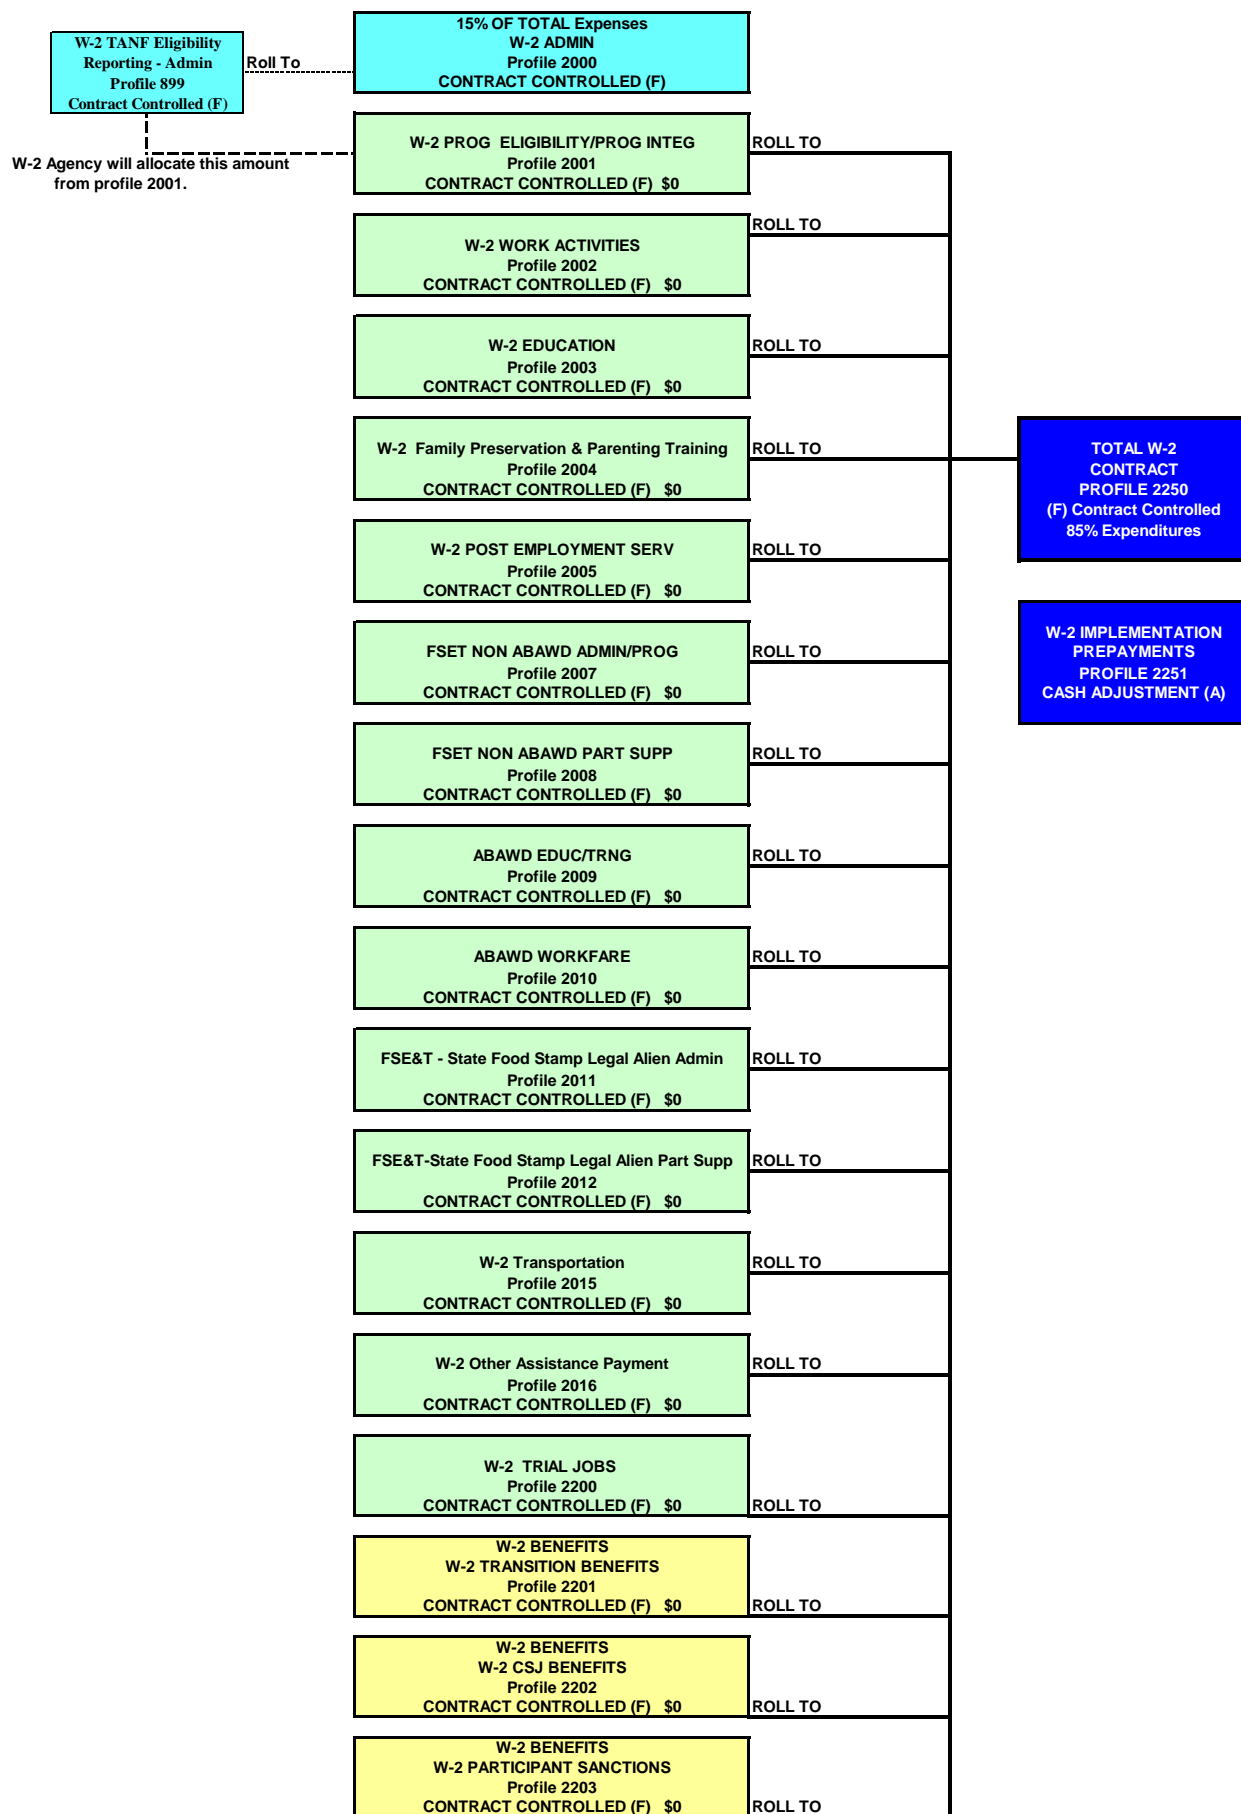 15% OF TOTAL Expenses
W-2 ADMIN
Profile 2000
CONTRACT CONTROLLED (F)
W-2 TANF Eligibility
Reporting - Admin
Profile 899
Contract Controlled (F)
Roll To
W-2 Agency will allocate this amount
from profile 2001.
W-2 PROG ELIGIBILITY/PROG INTEG
Profile 2001
CONTRACT CONTROLLED (F) $0
ROLL TO
W-2 WORK ACTIVITIES
Profile 2002
CONTRACT CONTROLLED (F) $0
ROLL TO
W-2 EDUCATION
Profile 2003
CONTRACT CONTROLLED (F) $0
ROLL TO
W-2 Family Preservation & Parenting Training
Profile 2004
CONTRACT CONTROLLED (F) $0
ROLL TO
TOTAL W-2
CONTRACT
PROFILE 2250
(F) Contract Controlled
85% Expenditures
W-2 POST EMPLOYMENT SERV
Profile 2005
CONTRACT CONTROLLED (F) $0
ROLL TO
W-2 IMPLEMENTATION
PREPAYMENTS
PROFILE 2251
CASH ADJUSTMENT (A)
FSET NON ABAWD ADMIN/PROG
Profile 2007
CONTRACT CONTROLLED (F) $0
ROLL TO
FSET NON ABAWD PART SUPP
Profile 2008
CONTRACT CONTROLLED (F) $0
ROLL TO
ABAWD EDUC/TRNG
Profile 2009
CONTRACT CONTROLLED (F) $0
ROLL TO
ABAWD WORKFARE
Profile 2010
CONTRACT CONTROLLED (F) $0
ROLL TO
FSE&T - State Food Stamp Legal Alien Admin
Profile 2011
CONTRACT CONTROLLED (F) $0
ROLL TO
FSE&T-State Food Stamp Legal Alien Part Supp
Profile 2012
CONTRACT CONTROLLED (F) $0
ROLL TO
W-2 Transportation
Profile 2015
CONTRACT CONTROLLED (F) $0
ROLL TO
W-2 Other Assistance Payment
Profile 2016
CONTRACT CONTROLLED (F) $0
ROLL TO
W-2 TRIAL JOBS
Profile 2200
CONTRACT CONTROLLED (F) $0
ROLL TO
W-2 BENEFITS
W-2 TRANSITION BENEFITS
Profile 2201
CONTRACT CONTROLLED (F) $0
ROLL TO
W-2 BENEFITS
W-2 CSJ BENEFITS
Profile 2202
CONTRACT CONTROLLED (F) $0
ROLL TO
W-2 BENEFITS
W-2 PARTICIPANT SANCTIONS
Profile 2203
CONTRACT CONTROLLED (F) $0
ROLL TO